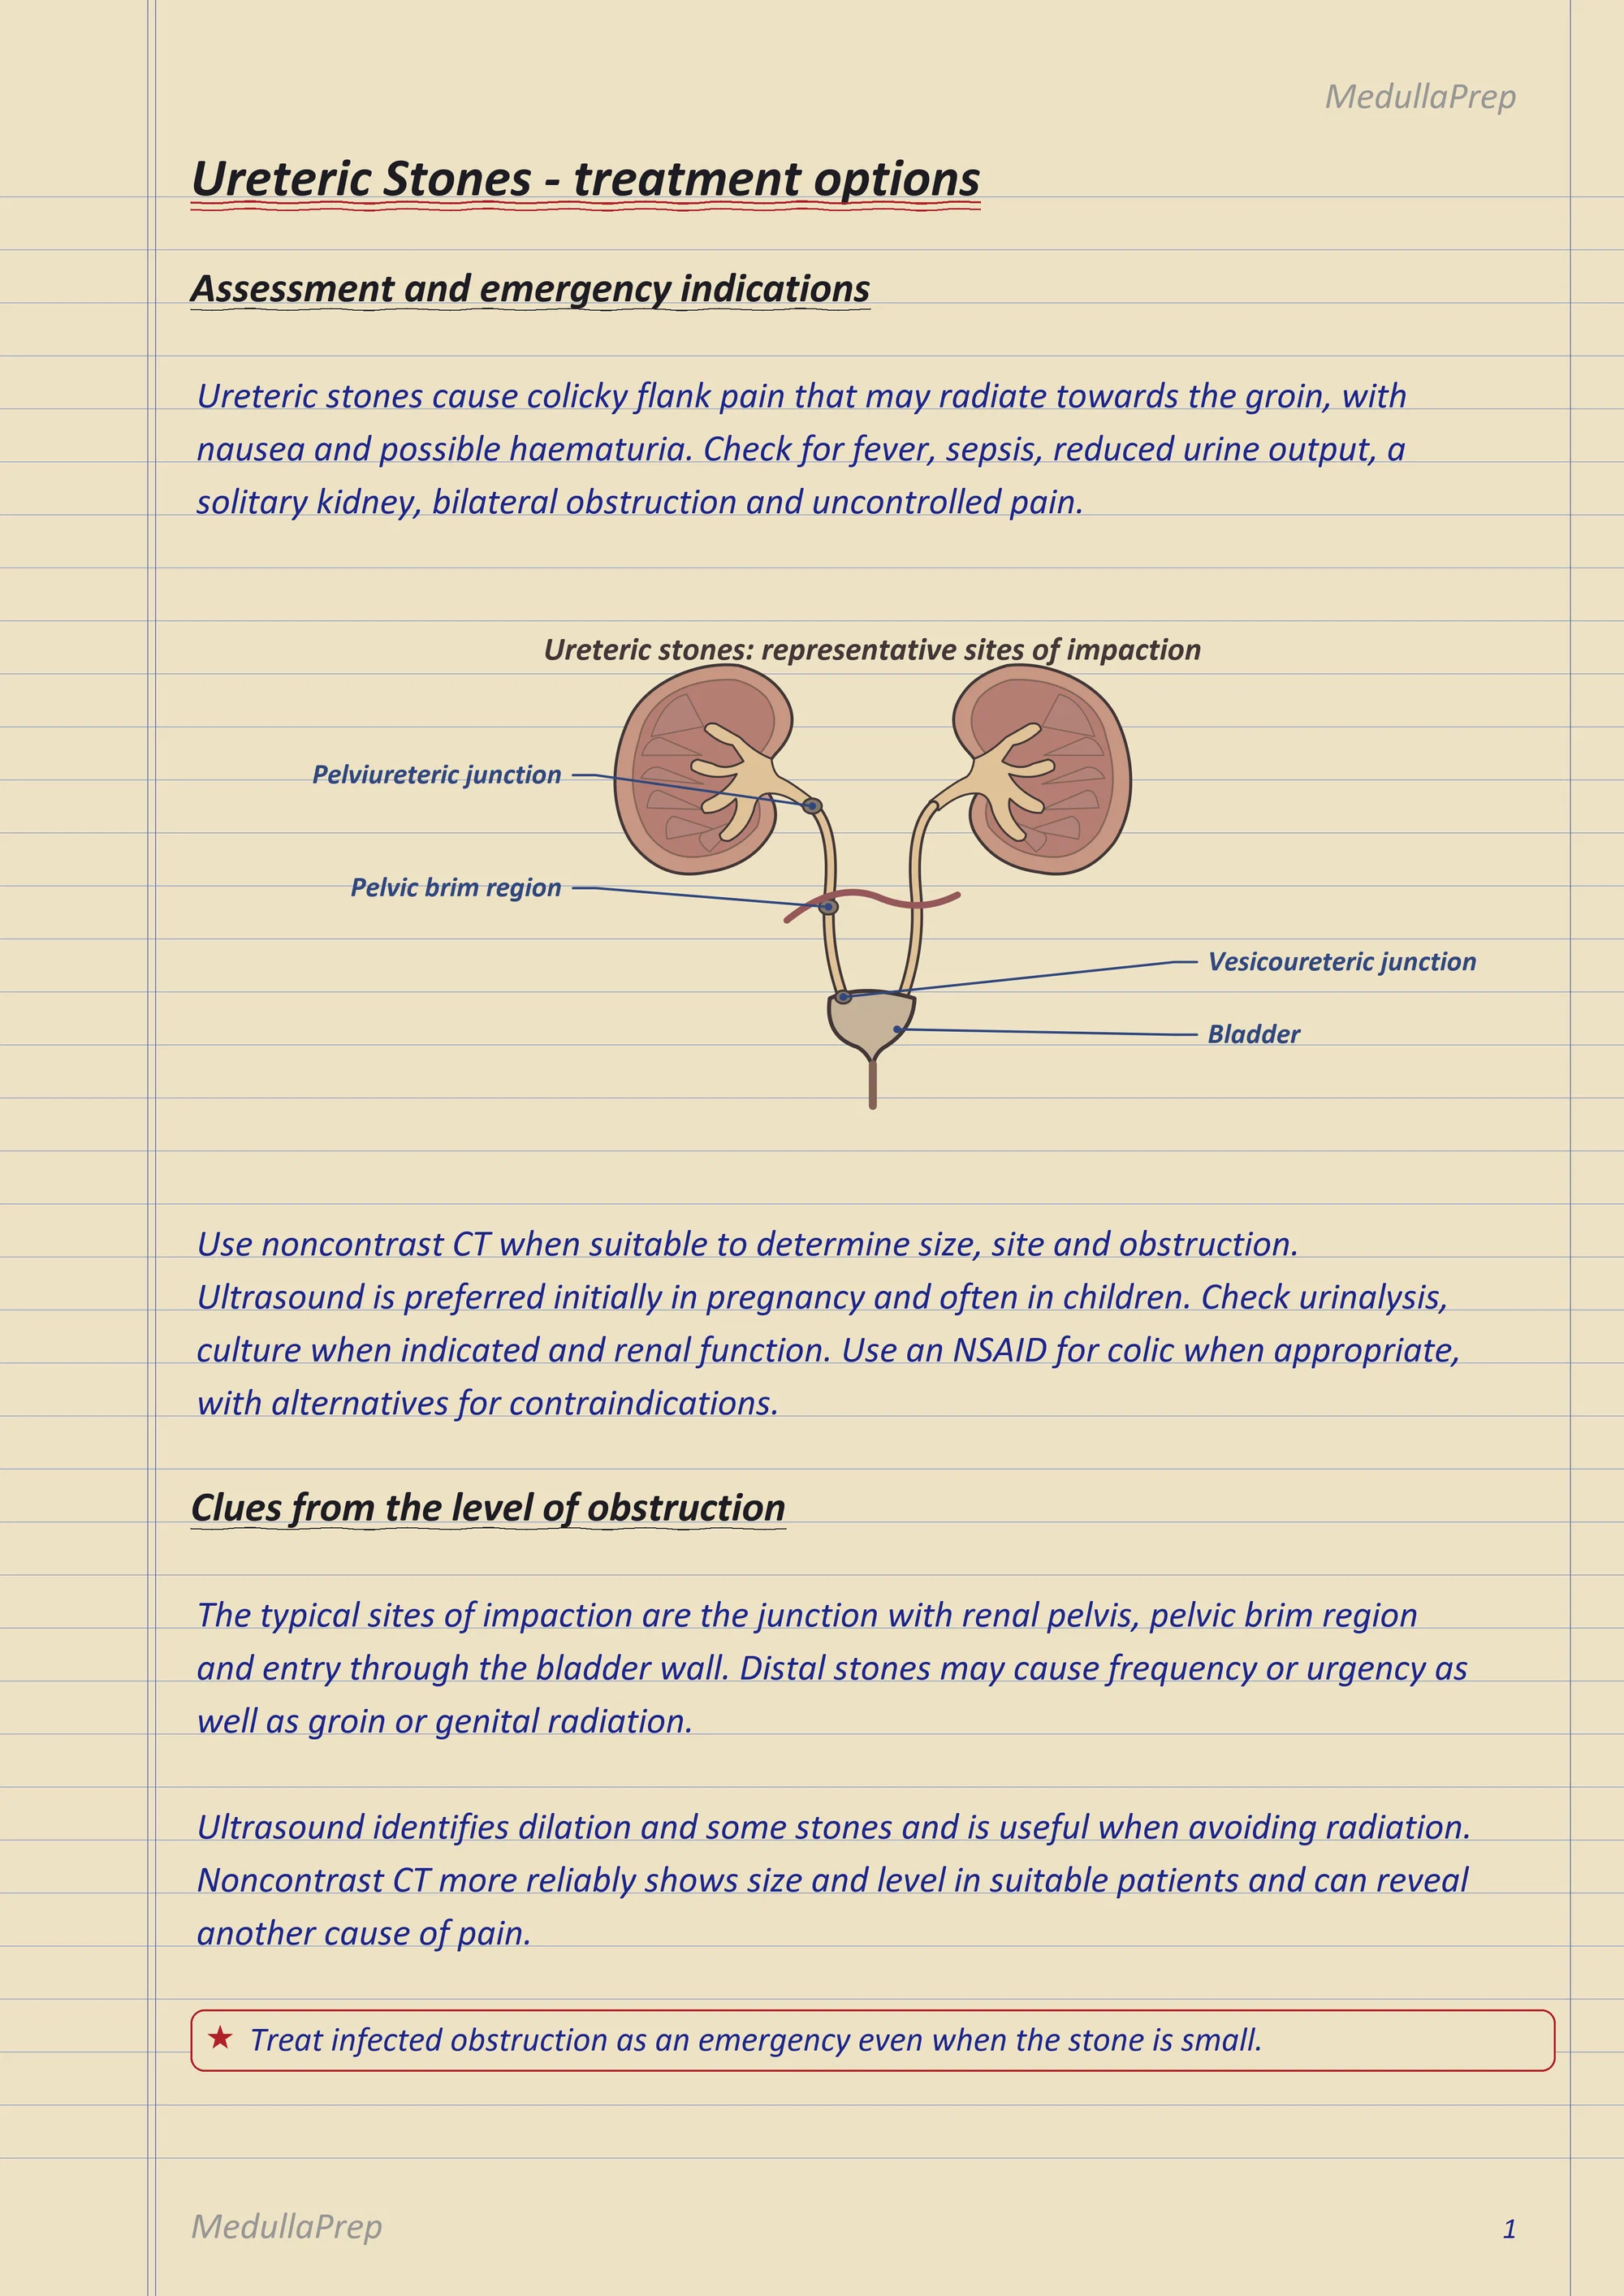 MedullaPrep
Ureteric Stones - treatment options
Assessment and emergency indications
Ureteric stones cause colicky flank pain that may radiate towards the groin, with
nausea and possible haematuria. Check for fever, sepsis, reduced urine output, a
solitary kidney, bilateral obstruction and uncontrolled pain.
Ureteric stones: representative sites of impaction
Pelviureteric junction
Pelvic brim region
Vesicoureteric junction
Bladder
Use noncontrast CT when suitable to determine size, site and obstruction.
Ultrasound is preferred initially in pregnancy and often in children. Check urinalysis,
culture when indicated and renal function. Use an NSAID for colic when appropriate,
with alternatives for contraindications.
Clues from the level of obstruction
The typical sites of impaction are the junction with renal pelvis, pelvic brim region
and entry through the bladder wall. Distal stones may cause frequency or urgency as
well as groin or genital radiation.
Ultrasound identifies dilation and some stones and is useful when avoiding radiation.
Noncontrast CT more reliably shows size and level in suitable patients and can reveal
another cause of pain.
★ Treat infected obstruction as an emergency even when the stone is small.
MedullaPrep
1